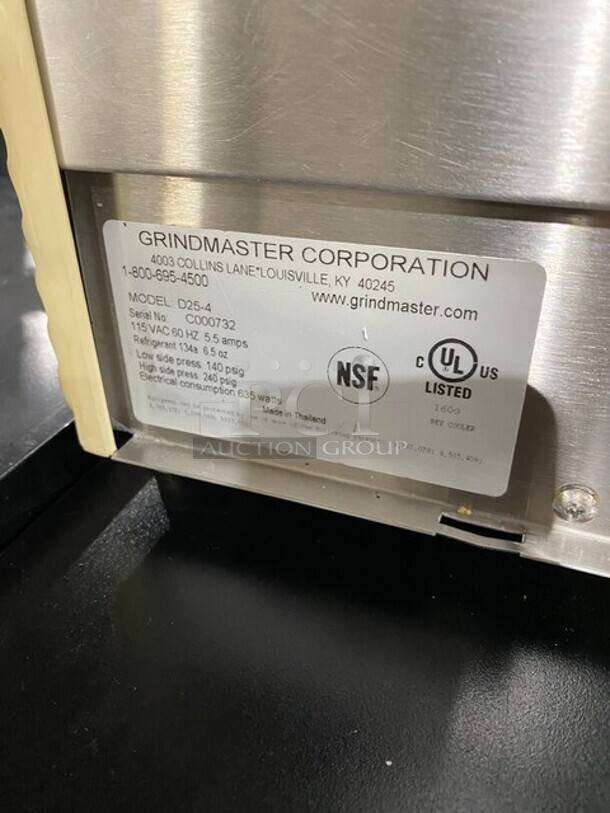 GRINDMASTER CORPORATION
4003 COLLINS LANE*LOUISVILLE, KY 40245
1-800-695-4500
www.grindmaster.com
MODEL: D25-4
Serial No: C000732
115 VAC 60 HZ 5.5 amps
Refrigerant 134a 6.5 oz
Low side press. 140 psig
High side press. 240 psig
Electrical consumption 635 watts
Made in Thailand
NSF
C UL US
LISTED
160G
BEV COOLER
AUCTION GROUP